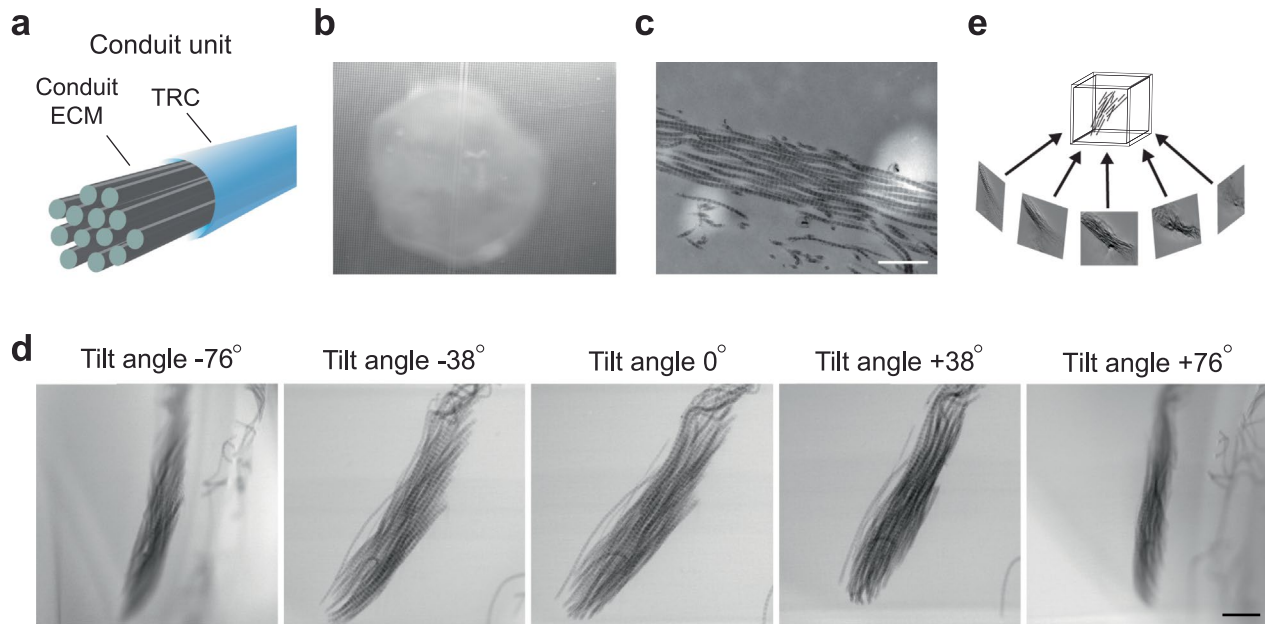 a
Conduit unit
Conduit
ECM
TRC
b
c
e
d
Tilt angle -76°
Tilt angle -38°
Tilt angle 0°
Tilt angle +38°
Tilt angle +76°